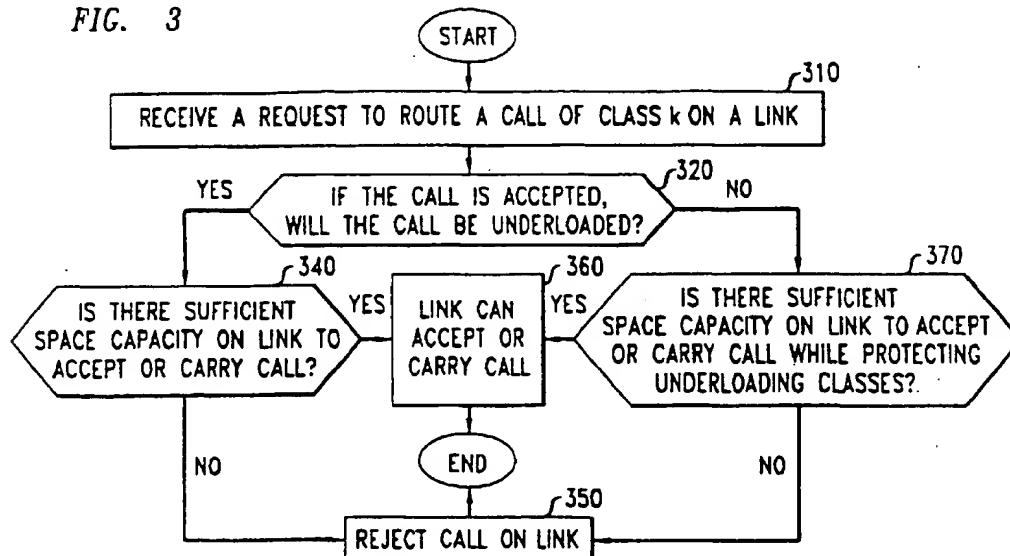 FIG. 3
START
310
RECEIVE A REQUEST TO ROUTE A CALL OF CLASS k ON A LINK
320
YES
IF THE CALL IS ACCEPTED,
WILL THE CALL BE UNDERLOADED?
NO
340
IS THERE SUFFICIENT
SPACE CAPACITY ON LINK TO
ACCEPT OR CARRY CALL?
YES
360
LINK CAN
ACCEPT OR
CARRY CALL
YES
370
IS THERE SUFFICIENT
SPACE CAPACITY ON LINK TO ACCEPT
OR CARRY CALL WHILE PROTECTING
UNDERLOADING CLASSES?
NO
END
NO
350
REJECT CALL ON LINK